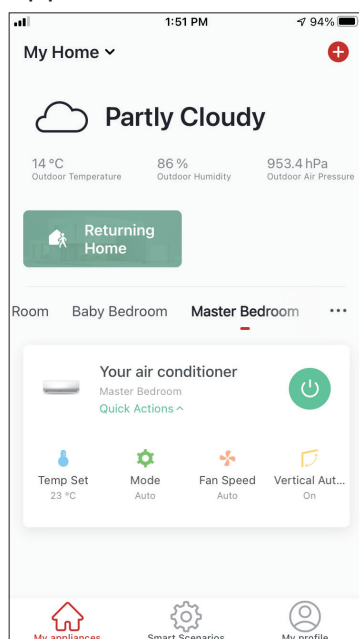 1:51 PM
94%
My Home
Partly Cloudy
14 °C
86 %
953.4 hPa
Outdoor Temperature
Outdoor Humidity
Outdoor Air Pressure
Returning
Home
Room
Baby Bedroom
Master Bedroom
Your air conditioner
Master Bedroom
Quick Actions
Temp Set
Mode
Fan Speed
Vertical Aut...
23 °C
Auto
Auto
On
My appliances
Smart Scenarios
My profile